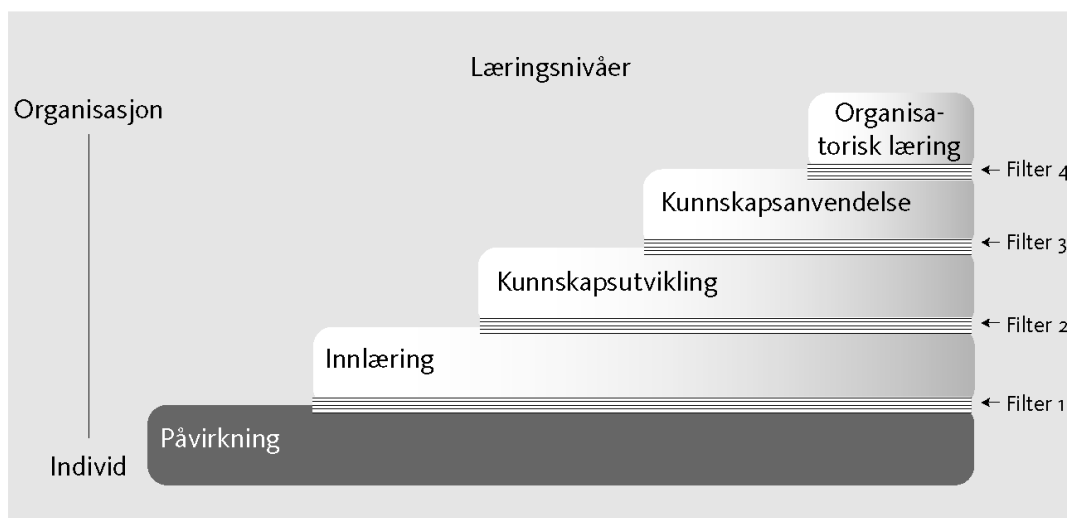 Læringsnivåer
Organisasjon
Organisa-
torisk læring
← Filter 4
Kunnskapsanvendelse
← Filter 3
Kunnskapsutvikling
← Filter 2
Innlæring
← Filter 1
Påvirkning
Individ